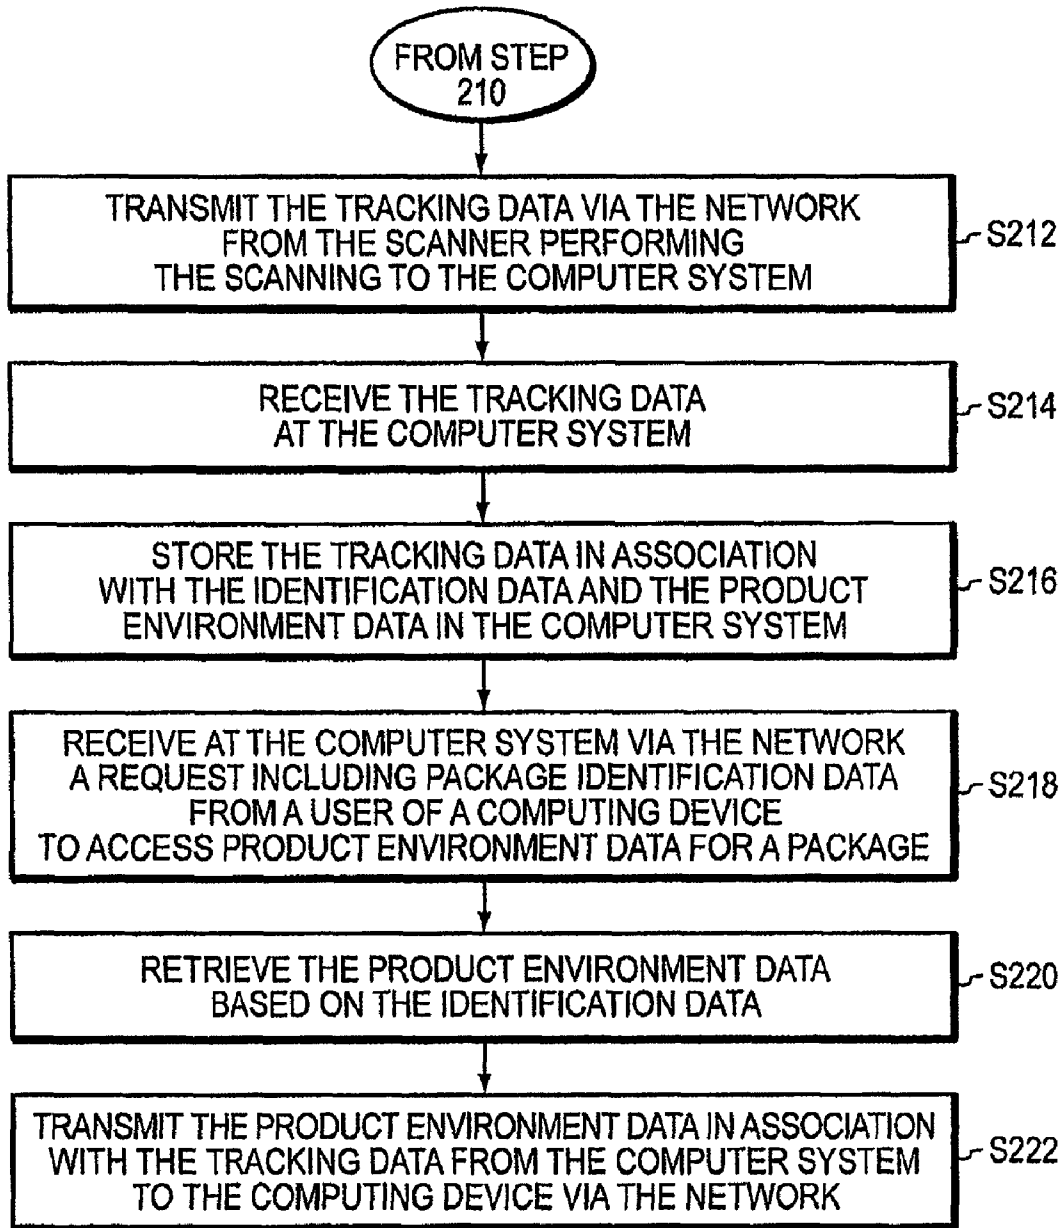 FROM STEP
210
TRANSMIT THE TRACKING DATA VIA THE NETWORK
FROM THE SCANNER PERFORMING
THE SCANNING TO THE COMPUTER SYSTEM
S212
RECEIVE THE TRACKING DATA
AT THE COMPUTER SYSTEM
S214
STORE THE TRACKING DATA IN ASSOCIATION
WITH THE IDENTIFICATION DATA AND THE PRODUCT
ENVIRONMENT DATA IN THE COMPUTER SYSTEM
S216
RECEIVE AT THE COMPUTER SYSTEM VIA THE NETWORK
A REQUEST INCLUDING PACKAGE IDENTIFICATION DATA
FROM A USER OF A COMPUTING DEVICE
TO ACCESS PRODUCT ENVIRONMENT DATA FOR A PACKAGE
S218
RETRIEVE THE PRODUCT ENVIRONMENT DATA
BASED ON THE IDENTIFICATION DATA
S220
TRANSMIT THE PRODUCT ENVIRONMENT DATA IN ASSOCIATION
WITH THE TRACKING DATA FROM THE COMPUTER SYSTEM
TO THE COMPUTING DEVICE VIA THE NETWORK
S222